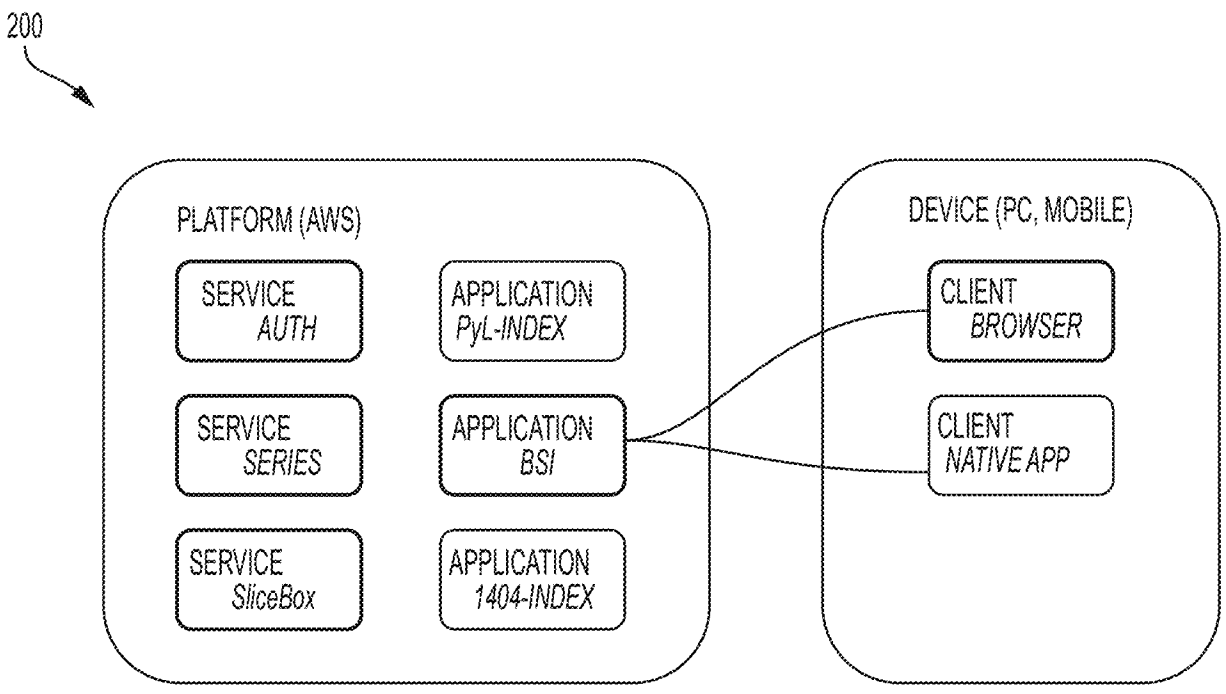 200
PLATFORM (AWS)
SERVICE
AUTH
APPLICATION
PyL-INDEX
SERVICE
SERIES
APPLICATION
BSI
SERVICE
SliceBox
APPLICATION
1404-INDEX
DEVICE (PC, MOBILE)
CLIENT
BROWSER
CLIENT
NATIVE APP